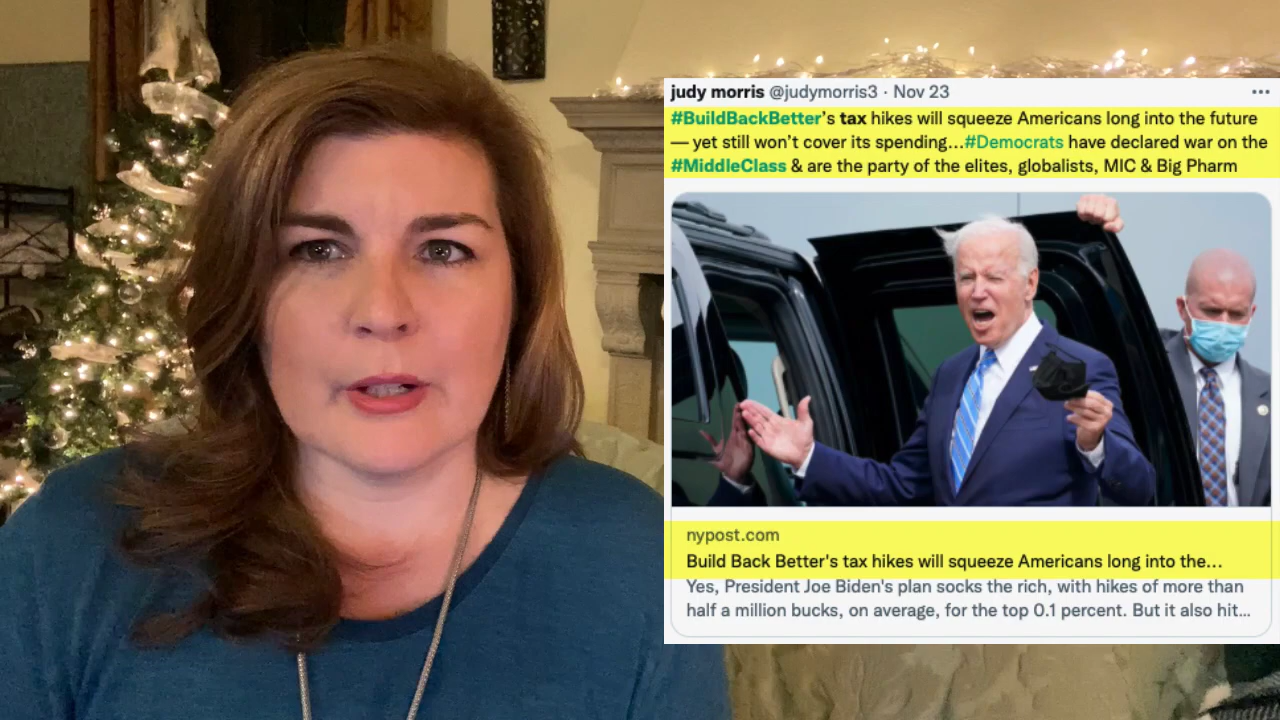 judy morris @judymorris3 · Nov 23 ...
#BuildBackBetter's tax hikes will squeeze Americans long into the future
— yet still won't cover its spending...#Democrats have declared war on the
#MiddleClass & are the party of the elites, globalists, MIC & Big Pharm
nypost.com
Build Back Better's tax hikes will squeeze Americans long into the...
Yes, President Joe Biden's plan socks the rich, with hikes of more than
half a million bucks, on average, for the top 0.1 percent. But it also hit...